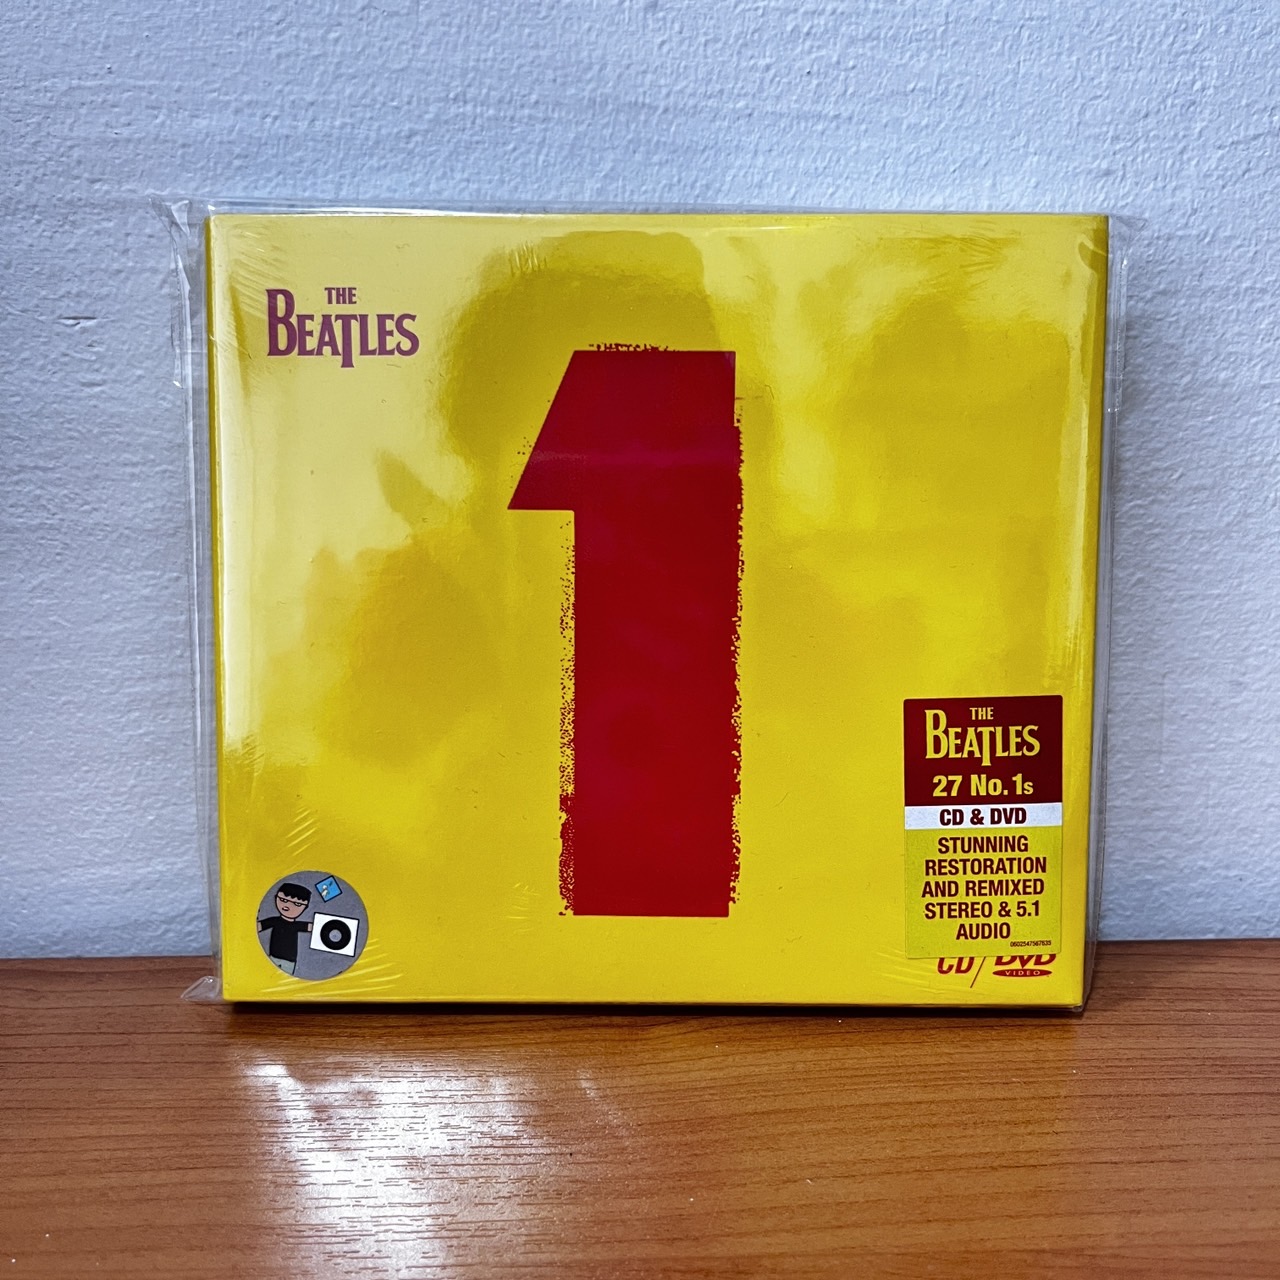 THE
BEATLES
1
THE
BEATLES
27 No. 1s
CD & DVD
STUNNING
RESTORATION
AND REMIXED
STEREO & 5.1
AUDIO
0602547567635
CD/DVD
VIDEO